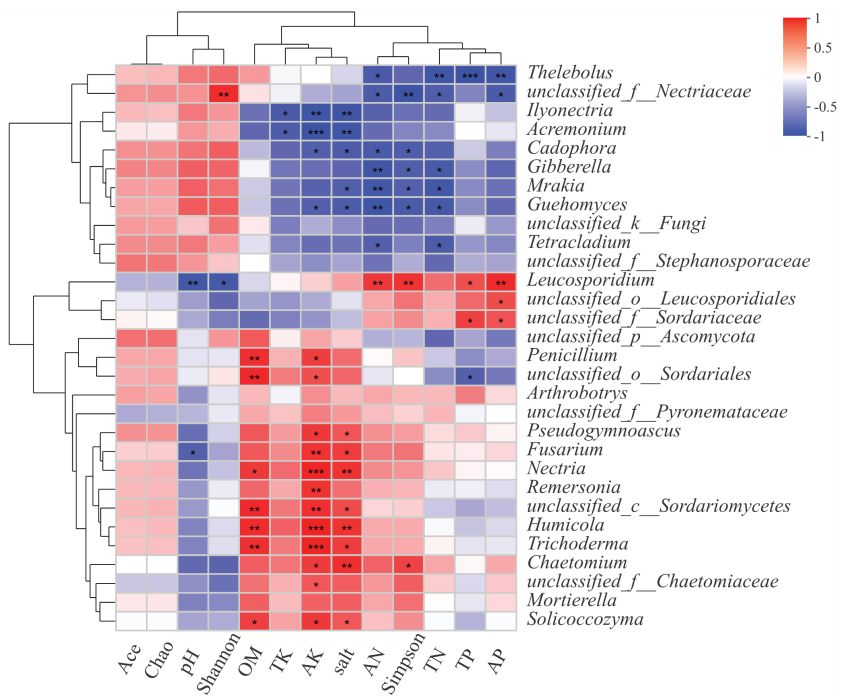 1
0.5
0
-0.5
-1
* ** *** ** Thelebolus
** * ** * * unclassified_f__Nectriaceae
* ** ** Ilyonectria
* *** ** Acremonium
* * * * Cadophora
** * * Gibberella
* ** * * Mrakia
* * ** * * Guehomyces
unclassified_k__Fungi
* * Tetracladium
unclassified_f__Stephanosporaceae
** * ** ** * ** Leucosporidium
* unclassified_o__Leucosporidiales
* * unclassified_f__Sordariaceae
unclassified_p__Ascomycota
** * Penicillium
** * * unclassified_o__Sordariales
Arthrobotrys
unclassified_f__Pyronemataceae
* * Pseudogymnoascus
* ** * Fusarium
* *** ** Nectria
** Remersonia
** ** * unclassified_c__Sordariomycetes
** *** ** Humicola
** *** * Trichoderma
* ** * Chaetomium
* unclassified_f__Chaetomiaceae
Mortierella
* * * Solicoccozyma
Ace Chao pH Shannon OM TK AK salt AN Simpson TN TP AP